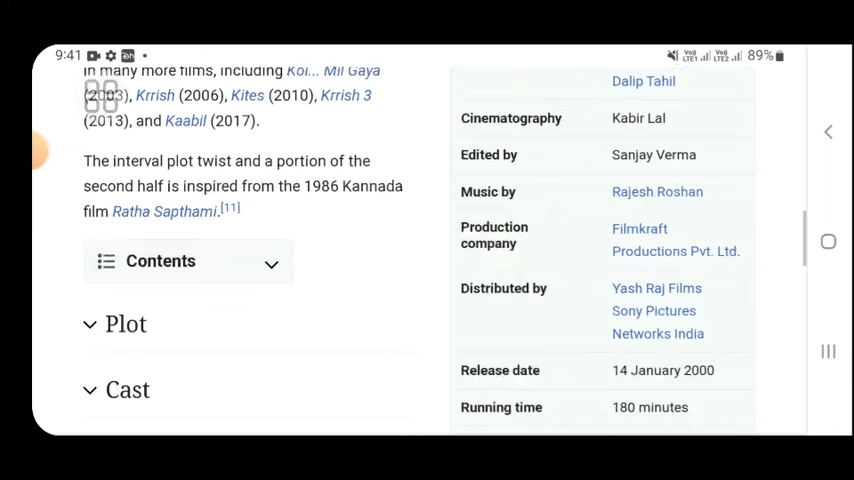 9:41
89%
in many more films, including Koi... Mil Gaya
(2003), Krrish (2006), Kites (2010), Krrish 3
(2013), and Kaabil (2017).
The interval plot twist and a portion of the
second half is inspired from the 1986 Kannada
film Ratha Sapthami.[11]
Contents
Plot
Cast
Dalip Tahil
Cinematography Kabir Lal
Edited by Sanjay Verma
Music by Rajesh Roshan
Production Filmkraft
company Productions Pvt. Ltd.
Distributed by Yash Raj Films
Sony Pictures
Networks India
Release date 14 January 2000
Running time 180 minutes